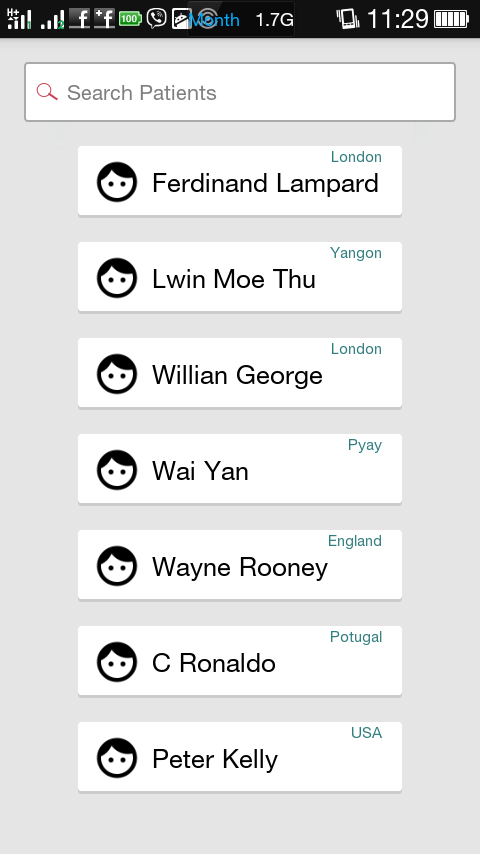 100 Month 1.7G 11:29
Search Patients
London
Ferdinand Lampard
Yangon
Lwin Moe Thu
London
Willian George
Pyay
Wai Yan
England
Wayne Rooney
Potugal
C Ronaldo
USA
Peter Kelly